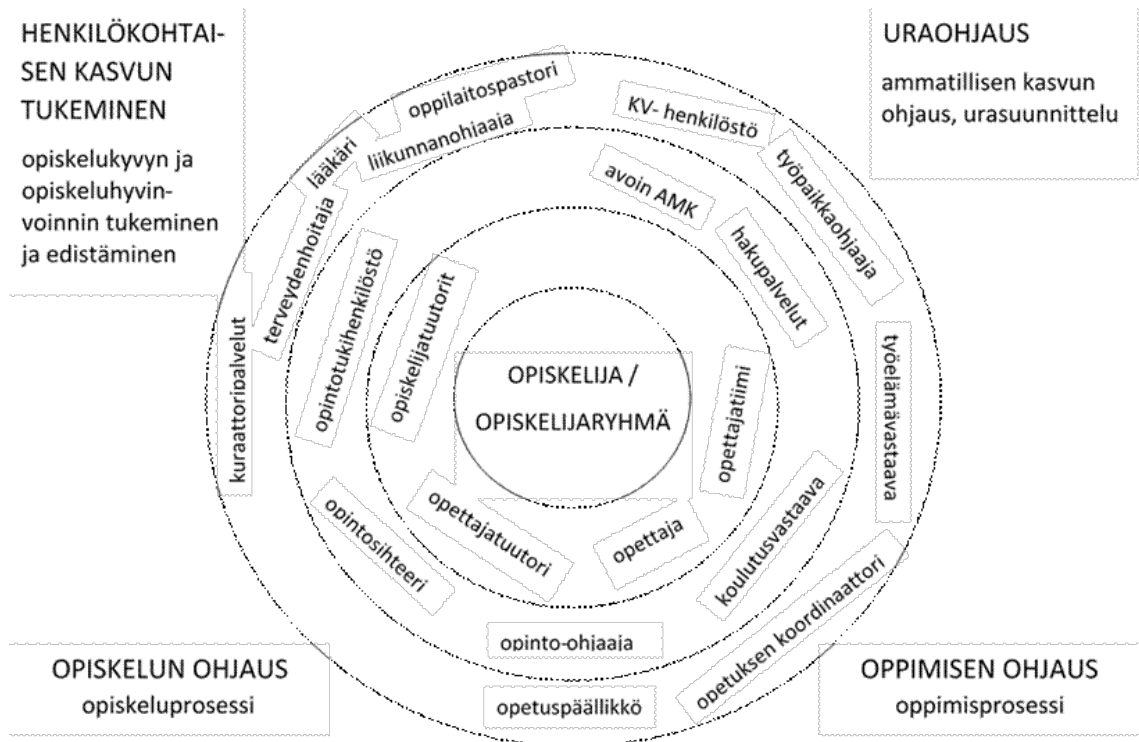 HENKILÖKOHTAI-
SEN KASVUN
TUKEMINEN
opiskelukyvyn ja
opiskeluhyvin-
voinnin tukeminen
ja edistäminen
URAOHJAUS
ammatillisen kasvun
ohjaus, urasuunnittelu
oppilaitospastori
liikunnanohjaaja
lääkäri
terveydenhoitaja
kuraattoripalvelut
KV- henkilöstö
työpaikkaohjaaja
työelämävastaava
avoin AMK
hakupalvelut
opintotukihenkilöstö
opiskelijatuutorit
OPISKELIJA /
OPISKELIJARYHMÄ
opettajatiimi
opettajatuutori
opettaja
koulutusvastaava
opintosihteeri
opinto-ohjaaja
opetuksen koordinaattori
opetuspäällikkö
OPISKELUN OHJAUS
opiskeluprosessi
OPPIMISEN OHJAUS
oppimisprosessi